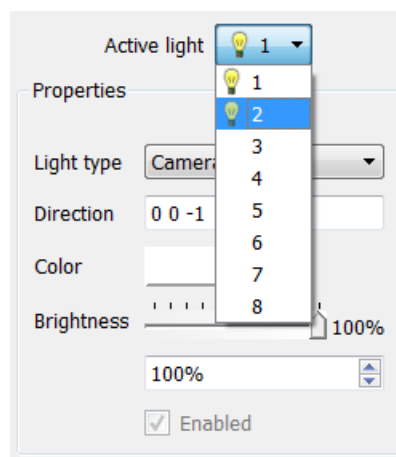 Active light 1
1
Properties
2
3
Light type Camera
4
Direction 0 0 -1
5
6
Color
7
8
Brightness 100%
100%
Enabled